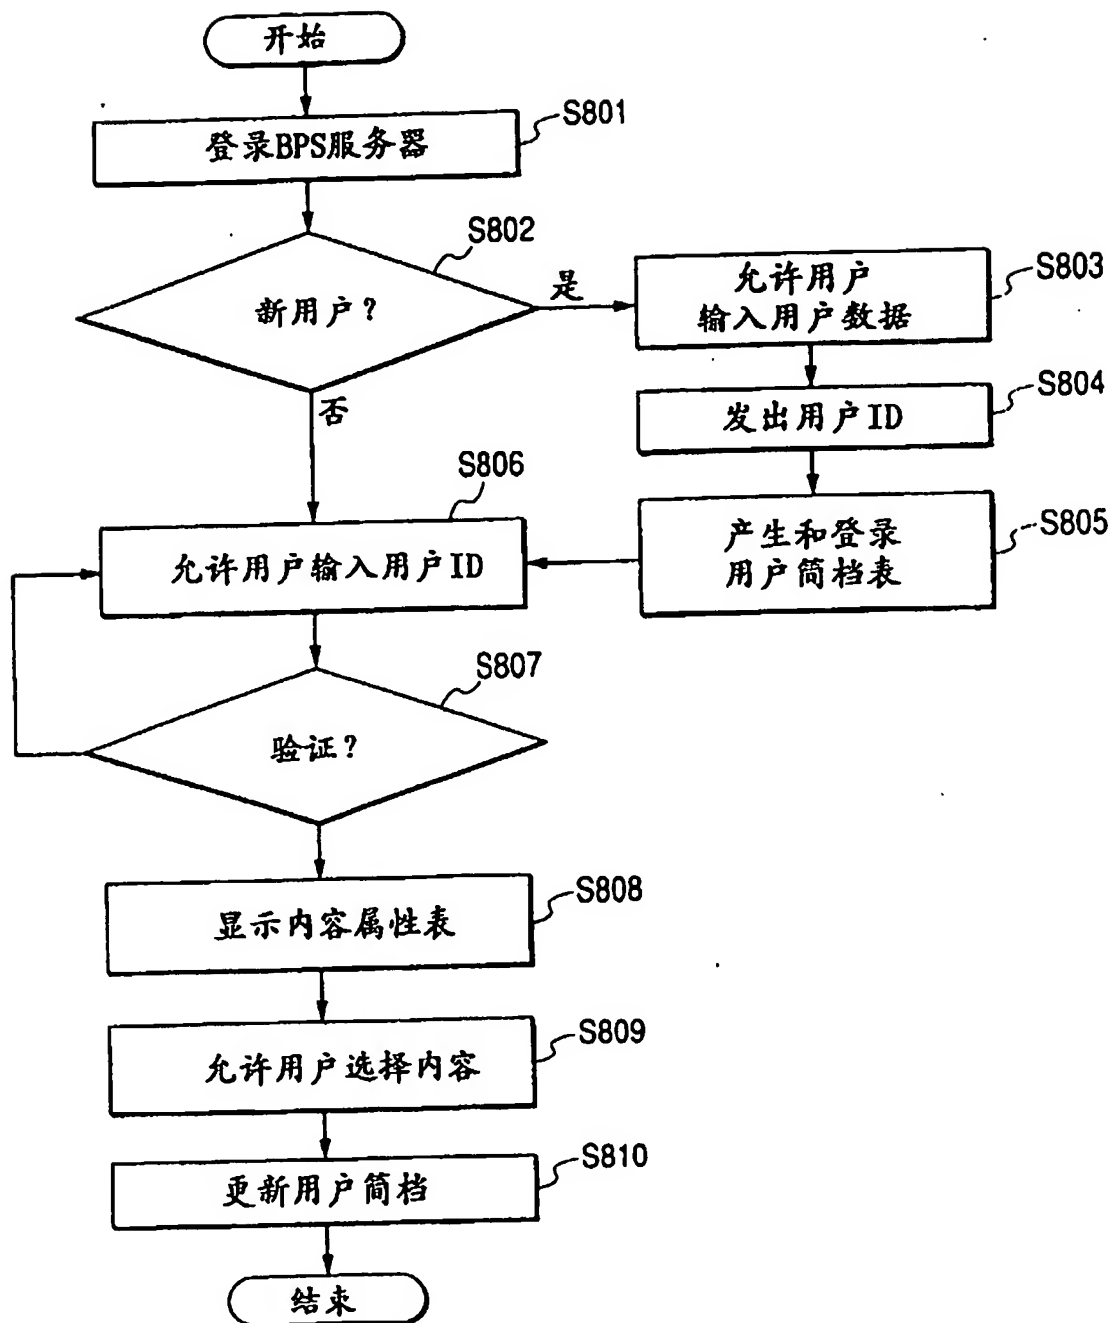 开始
登录BPS服务器
S801
新用户?
S802
是
否
允许用户
输入用户数据
S803
发出用户ID
S804
产生和登录
用户简档表
S805
允许用户输入用户ID
S806
验证?
S807
显示内容属性表
S808
允许用户选择内容
S809
更新用户简档
S810
结束